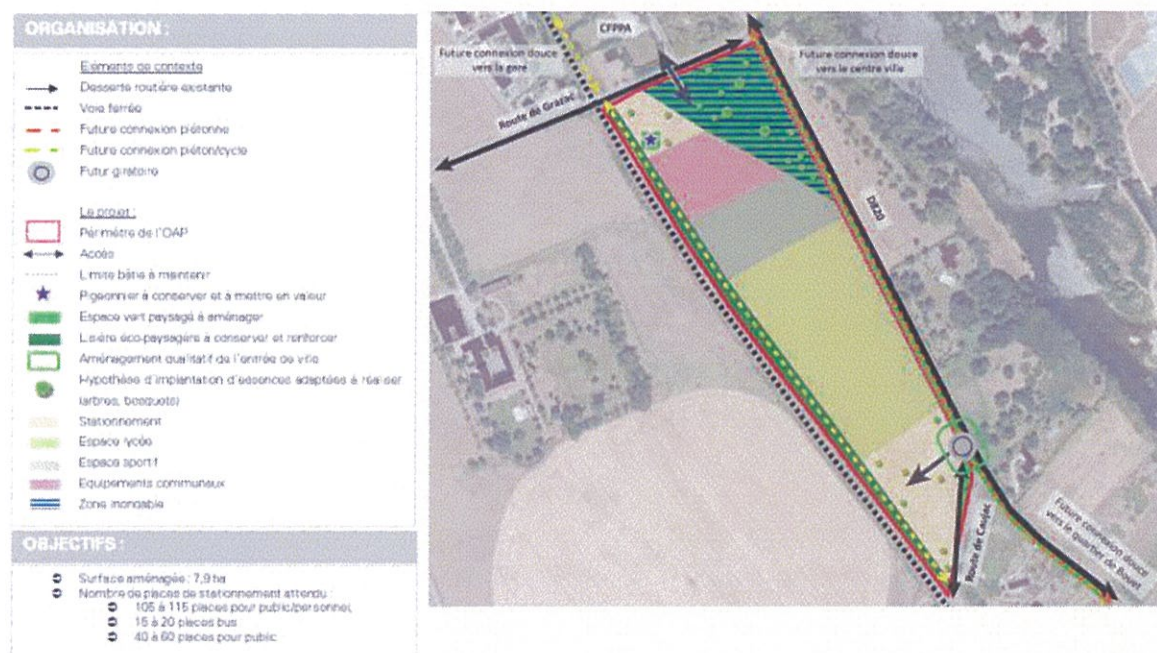 ORGANISATION :
Eléments de contexte
Desserte routière existante
Voie ferrée
Future connexion piétonne
Future connexion piéton/cycle
Futur giratoire
Le projet :
Périmètre de l'OAP
Accès
Limite bâtie à maintenir
Pigeonnier à conserver et à mettre en valeur
Espace vert paysagé à aménager
Lisière éco-paysagère à conserver et renforcer
Aménagement qualitatif de l'entrée de ville
Hypothèse d'implantation d'essences adaptées à réaliser
(arbres, bosquets)
Stationnement
Espace lycée
Espace sportif
Equipements communaux
Zone inondable
OBJECTIFS :
Surface aménagée : 7,9 ha
Nombre de places de stationnement attendu :
105 à 115 places pour public/personnel,
15 à 20 places bus
40 à 60 places pour public
CFPPA
Future connexion douce
vers la gare
Future connexion douce
vers le centre ville
Route de Grazac
D820
Route de Caujac
Future connexion douce
vers le quartier de Bouet